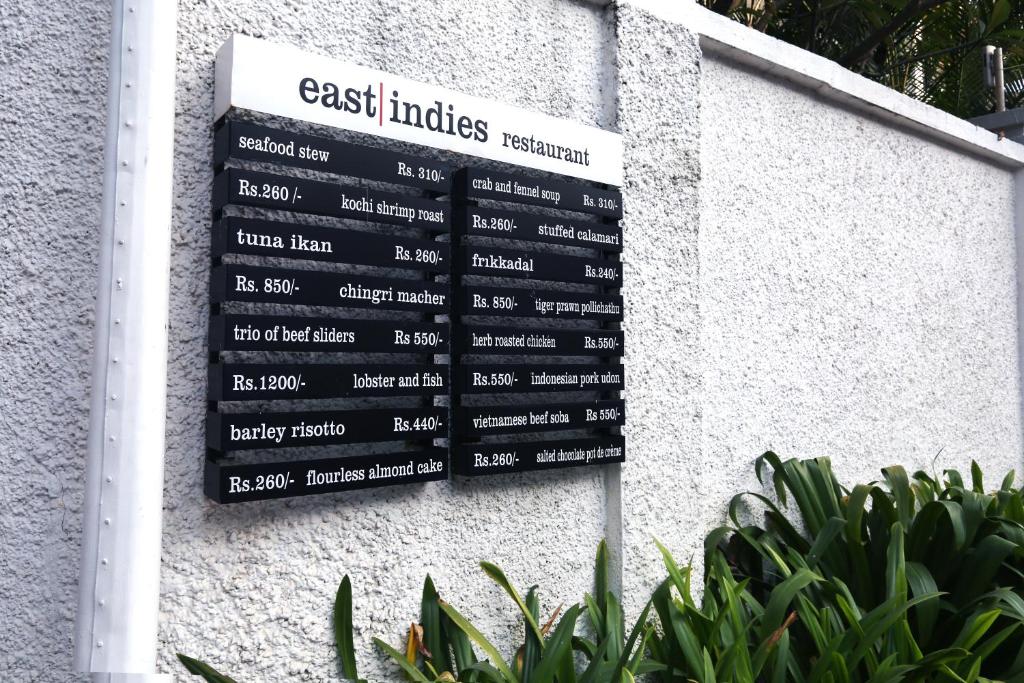 east|indies restaurant
seafood stew Rs. 310/-
Rs.260 /- kochi shrimp roast
tuna ikan Rs. 260/-
Rs. 850/- chingri macher
trio of beef sliders Rs 550/-
Rs.1200/- lobster and fish
barley risotto Rs.440/-
Rs.260/- flourless almond cake
crab and fennel soup Rs. 310/-
Rs.260/- stuffed calamari
frıkkadal Rs.240/-
Rs. 850/- tiger prawn pollichathu
herb roasted chicken Rs.550/-
Rs.550/- indonesian pork udon
vietnamese beef soba Rs 550/-
Rs.260/- salted chocolate pot de crème